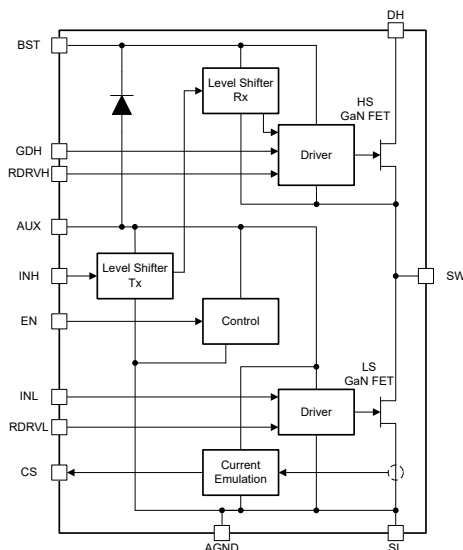 DH
BST
Level Shifter
Rx
HS
GaN FET
GDH
Driver
RDRVH
AUX
INH
Level Shifter
Tx
SW
EN
Control
LS
GaN FET
INL
Driver
RDRVL
CS
Current
Emulation
AGND
SL